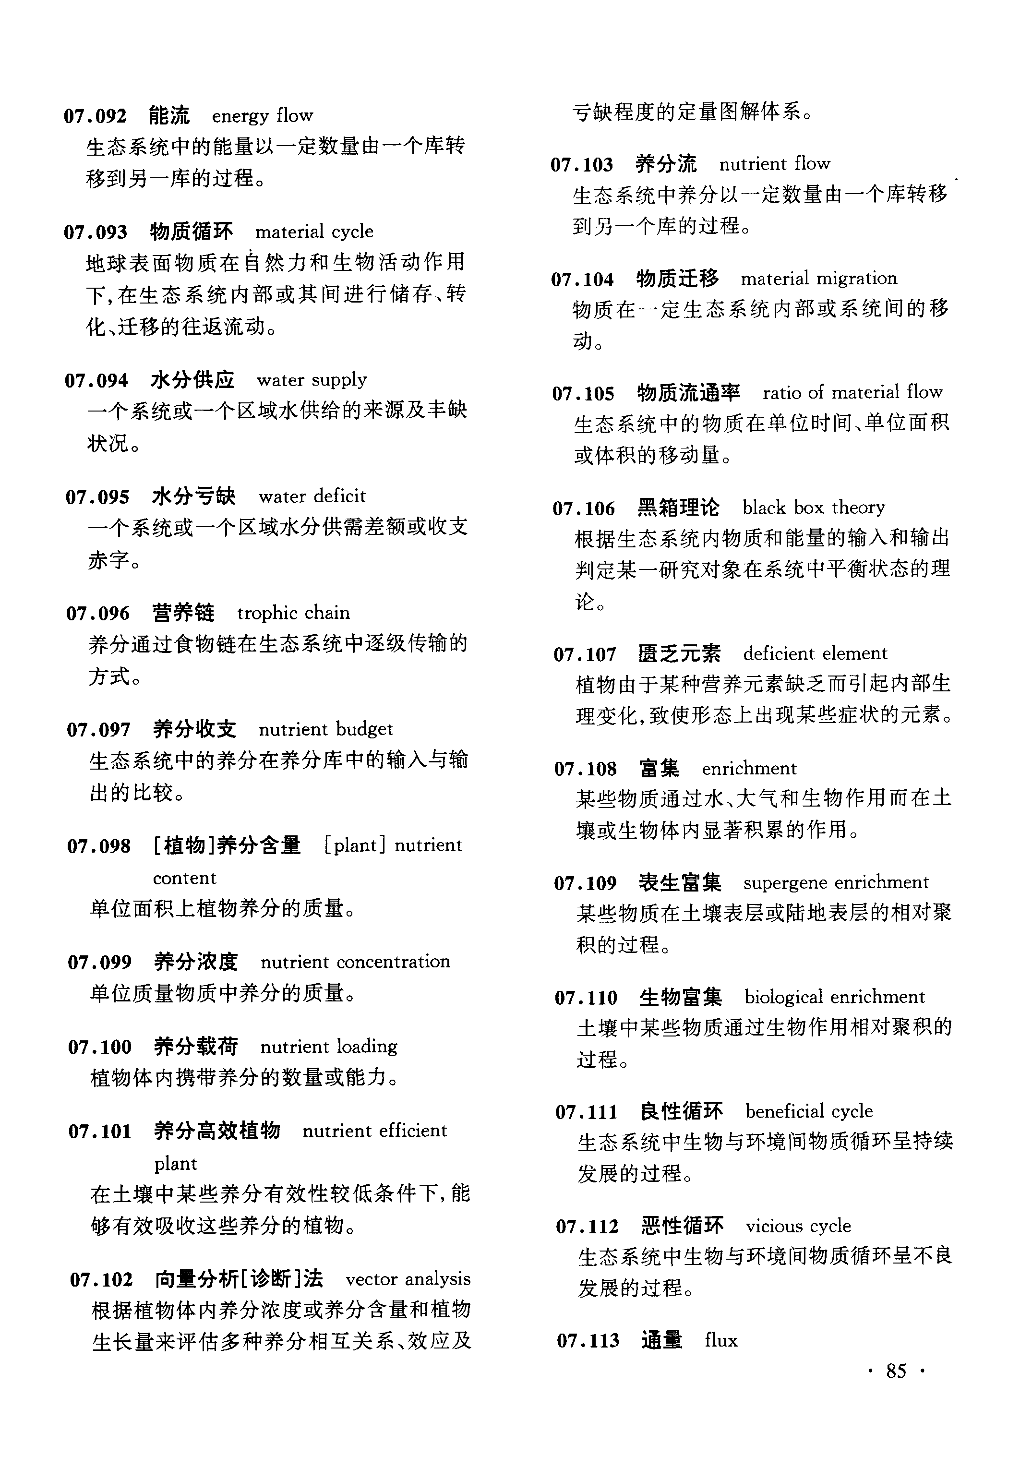 07.092 能流 energy flow
生态系统中的能量以一定数量由一个库转
移到另一库的过程。
07.093 物质循环 material cycle
地球表面物质在自然力和生物活动作用
下,在生态系统内部或其间进行储存、转
化、迁移的往返流动。
07.094 水分供应 water supply
一个系统或一个区域水供给的来源及丰缺
状况。
07.095 水分亏缺 water deficit
一个系统或一个区域水分供需差额或收支
赤字。
07.096 营养链 trophic chain
养分通过食物链在生态系统中逐级传输的
方式。
07.097 养分收支 nutrient budget
生态系统中的养分在养分库中的输入与输
出的比较。
07.098 [植物]养分含量 [plant] nutrient
content
单位面积上植物养分的质量。
07.099 养分浓度 nutrient concentration
单位质量物质中养分的质量。
07.100 养分载荷 nutrient loading
植物体内携带养分的数量或能力。
07.101 养分高效植物 nutrient efficient
plant
在土壤中某些养分有效性较低条件下,能
够有效吸收这些养分的植物。
07.102 向量分析[诊断]法 vector analysis
根据植物体内养分浓度或养分含量和植物
生长量来评估多种养分相互关系、效应及
亏缺程度的定量图解体系。
07.103 养分流 nutrient flow
生态系统中养分以一定数量由一个库转移
到另一个库的过程。
07.104 物质迁移 material migration
物质在一定生态系统内部或系统间的移
动。
07.105 物质流通率 ratio of material flow
生态系统中的物质在单位时间、单位面积
或体积的移动量。
07.106 黑箱理论 black box theory
根据生态系统内物质和能量的输入和输出
判定某一研究对象在系统中平衡状态的理
论。
07.107 匮乏元素 deficient element
植物由于某种营养元素缺乏而引起内部生
理变化,致使形态上出现某些症状的元素。
07.108 富集 enrichment
某些物质通过水、大气和生物作用而在土
壤或生物体内显著积累的作用。
07.109 表生富集 supergene enrichment
某些物质在土壤表层或陆地表层的相对聚
积的过程。
07.110 生物富集 biological enrichment
土壤中某些物质通过生物作用相对聚积的
过程。
07.111 良性循环 beneficial cycle
生态系统中生物与环境间物质循环呈持续
发展的过程。
07.112 恶性循环 vicious cycle
生态系统中生物与环境间物质循环呈不良
发展的过程。
07.113 通量 flux
· 85 ·